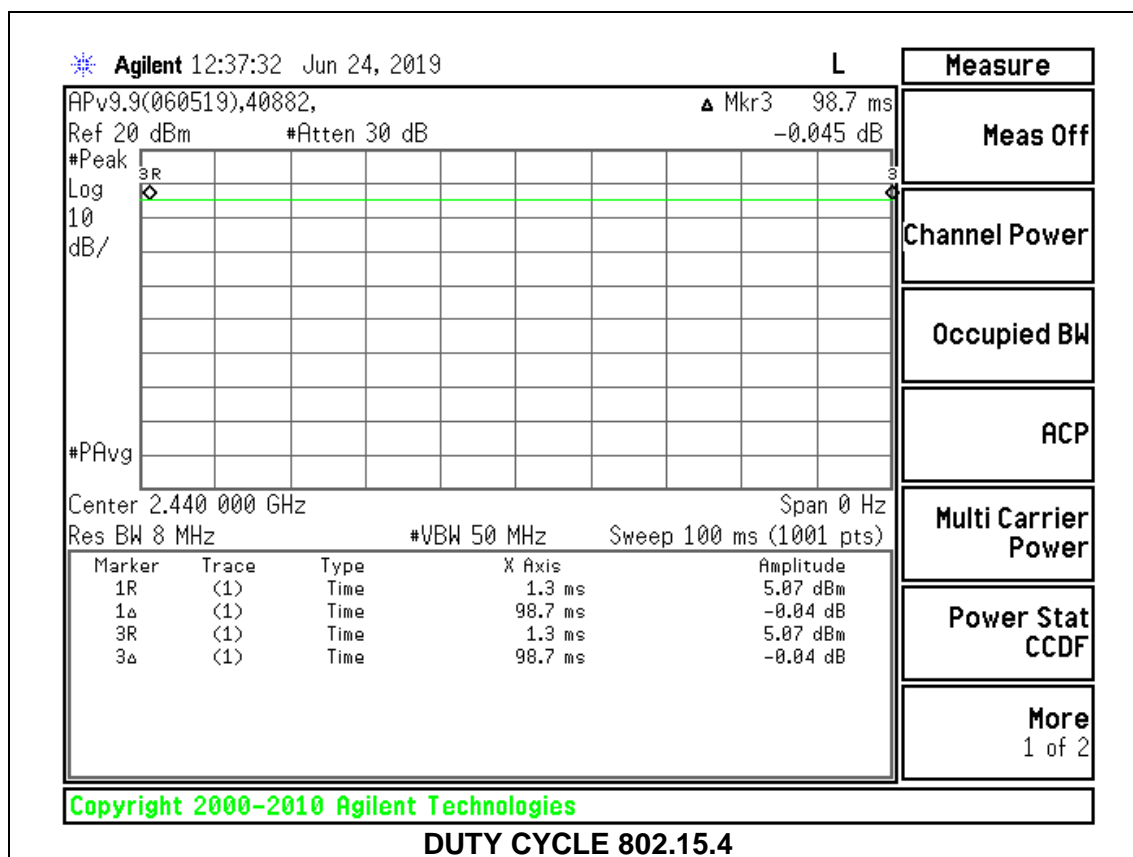 Agilent 12:37:32 Jun 24, 2019 L
APv9.9(060519),40882, Δ Mkr3 98.7 ms
Ref 20 dBm #Atten 30 dB -0.045 dB
#Peak
Log
10
dB/
3R 3
#PAvg
Center 2.440 000 GHz Span 0 Hz
Res BW 8 MHz #VBW 50 MHz Sweep 100 ms (1001 pts)
Marker Trace Type X Axis Amplitude
1R (1) Time 1.3 ms 5.07 dBm
1Δ (1) Time 98.7 ms -0.04 dB
3R (1) Time 1.3 ms 5.07 dBm
3Δ (1) Time 98.7 ms -0.04 dB
Measure
Meas Off
Channel Power
Occupied BW
ACP
Multi Carrier
Power
Power Stat
CCDF
More
1 of 2
Copyright 2000-2010 Agilent Technologies
DUTY CYCLE 802.15.4